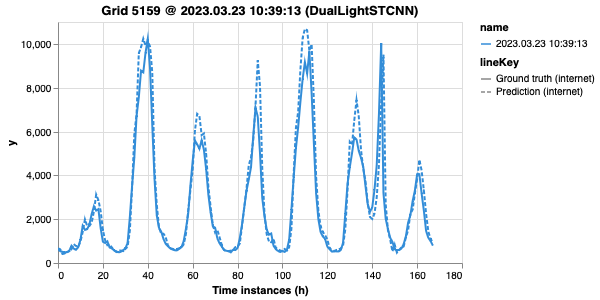 Grid 5159 @ 2023.03.23 10:39:13 (DualLightSTCNN)
name
2023.03.23 10:39:13
lineKey
Ground truth (internet)
Prediction (internet)
y
10,000
8,000
6,000
4,000
2,000
0
0 20 40 60 80 100 120 140 160 180
Time instances (h)